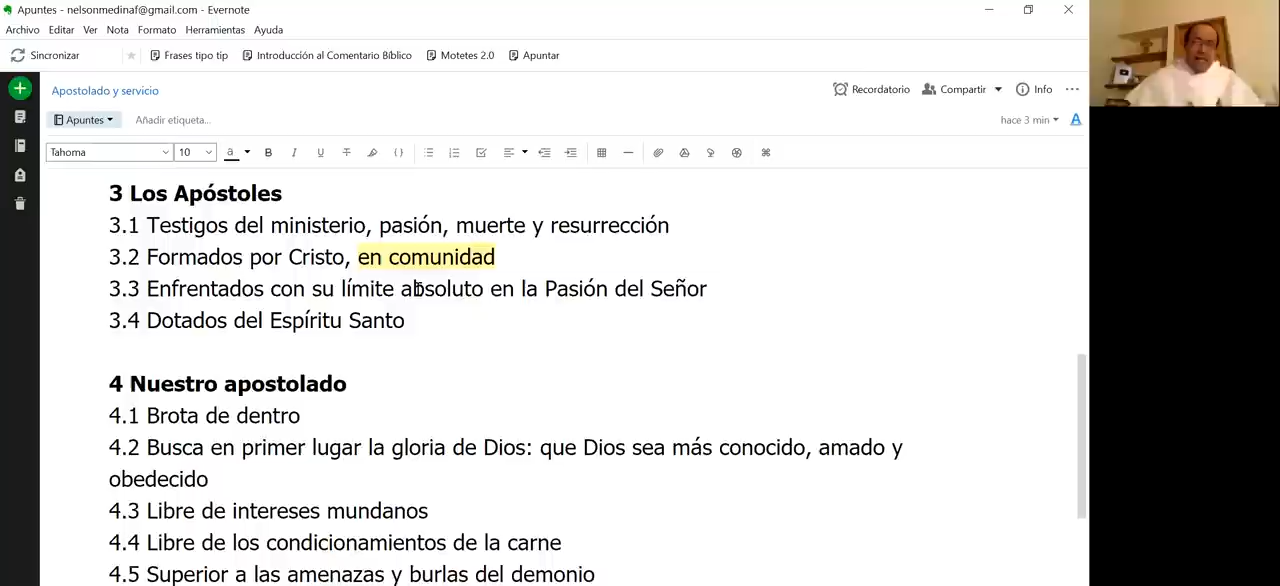 Apuntes - nelsonmedinaf@gmail.com - Evernote
Archivo Editar Ver Nota Formato Herramientas Ayuda
Sincronizar Frases tipo tip Introducción al Comentario Bíblico Motetes 2.0 Apuntar
Apostolado y servicio Recordatorio Compartir Info
Apuntes Añadir etiqueta... hace 3 min
Tahoma 10
3 Los Apóstoles
3.1 Testigos del ministerio, pasión, muerte y resurrección
3.2 Formados por Cristo, en comunidad
3.3 Enfrentados con su límite absoluto en la Pasión del Señor
3.4 Dotados del Espíritu Santo
4 Nuestro apostolado
4.1 Brota de dentro
4.2 Busca en primer lugar la gloria de Dios: que Dios sea más conocido, amado y
obedecido
4.3 Libre de intereses mundanos
4.4 Libre de los condicionamientos de la carne
4.5 Superior a las amenazas y burlas del demonio